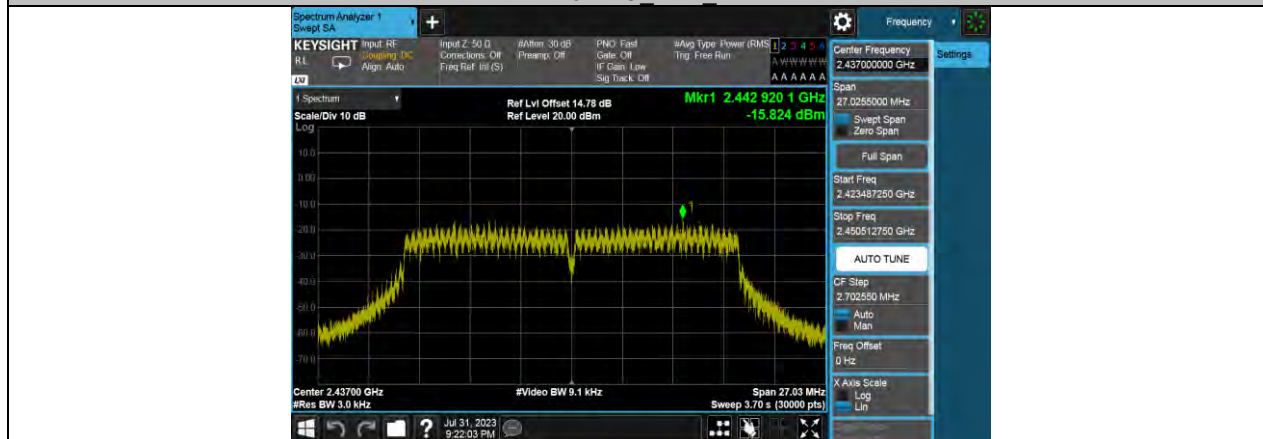 Spectrum Analyzer 1
Swept SA
+
Frequency
KEYSIGHT
Input: RF
Coupling: DC
Align: Auto
RL
LXI
Input Z: 50 Ω
Corrections: Off
Freq Ref: Int (S)
#Atten: 30 dB
Preamp: Off
PNO: Fast
Gate: Off
IF Gain: Low
Sig Track: Off
#Avg Type: Power (RMS
Trig: Free Run
1 2 3 4 5 6
A W W W W W
A A A A A A
1 Spectrum
Scale/Div 10 dB
Log
Ref Lvl Offset 14.78 dB
Ref Level 20.00 dBm
Mkr1 2.442 920 1 GHz
-15.824 dBm
10.0
0.00
-10.0
-20.0
-30.0
-40.0
-50.0
-60.0
-70.0
1
Center 2.43700 GHz
#Res BW 3.0 kHz
#Video BW 9.1 kHz
Span 27.03 MHz
Sweep 3.70 s (30000 pts)
Center Frequency
2.437000000 GHz
Settings
Span
27.0255000 MHz
Swept Span
Zero Span
Full Span
Start Freq
2.423487250 GHz
Stop Freq
2.450512750 GHz
AUTO TUNE
CF Step
2.702550 MHz
Auto
Man
Freq Offset
0 Hz
X Axis Scale
Log
Lin
?
Jul 31, 2023
9:22:03 PM